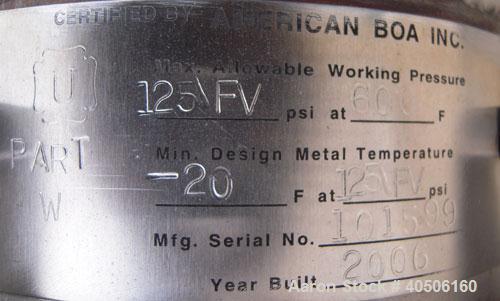 CERTIFIED BY: AMERICAN BOA INC.
U
Max. Allowable Working Pressure
125\FV psi at 600 F
PART
Min. Design Metal Temperature
W
-20 F at 125\FV psi
Mfg. Serial No. 101599
Year Built 2006
Aaron Stock # 40506160